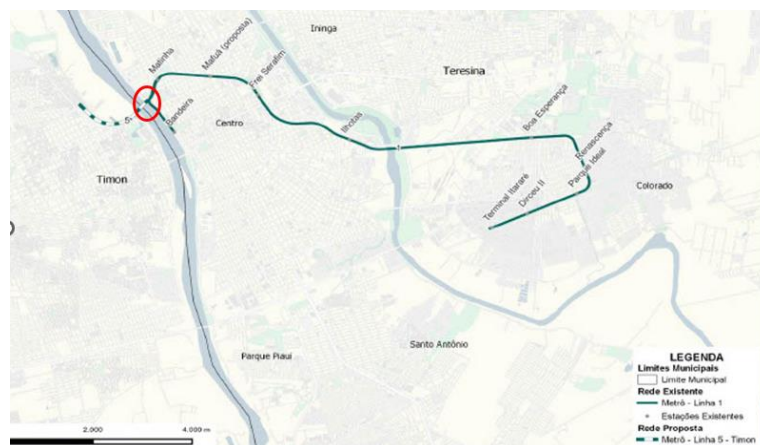 Ininga
Matinha
Mafuá (proposta)
Frei Serafim
Teresina
Bandeira
Centro
Ilhotas
Boa Esperança
Renascença
Parque Ideal
Timon
Colorado
Terminal Itararé
Dirceu II
Santo Antônio
Parque Piauí
LEGENDA
Limites Municipais
Limite Municipal
Rede Existente
Metrô - Linha 1
Estações Existentes
Rede Proposta
Metrô - Linha 5 - Timon
2.000
4.000 m